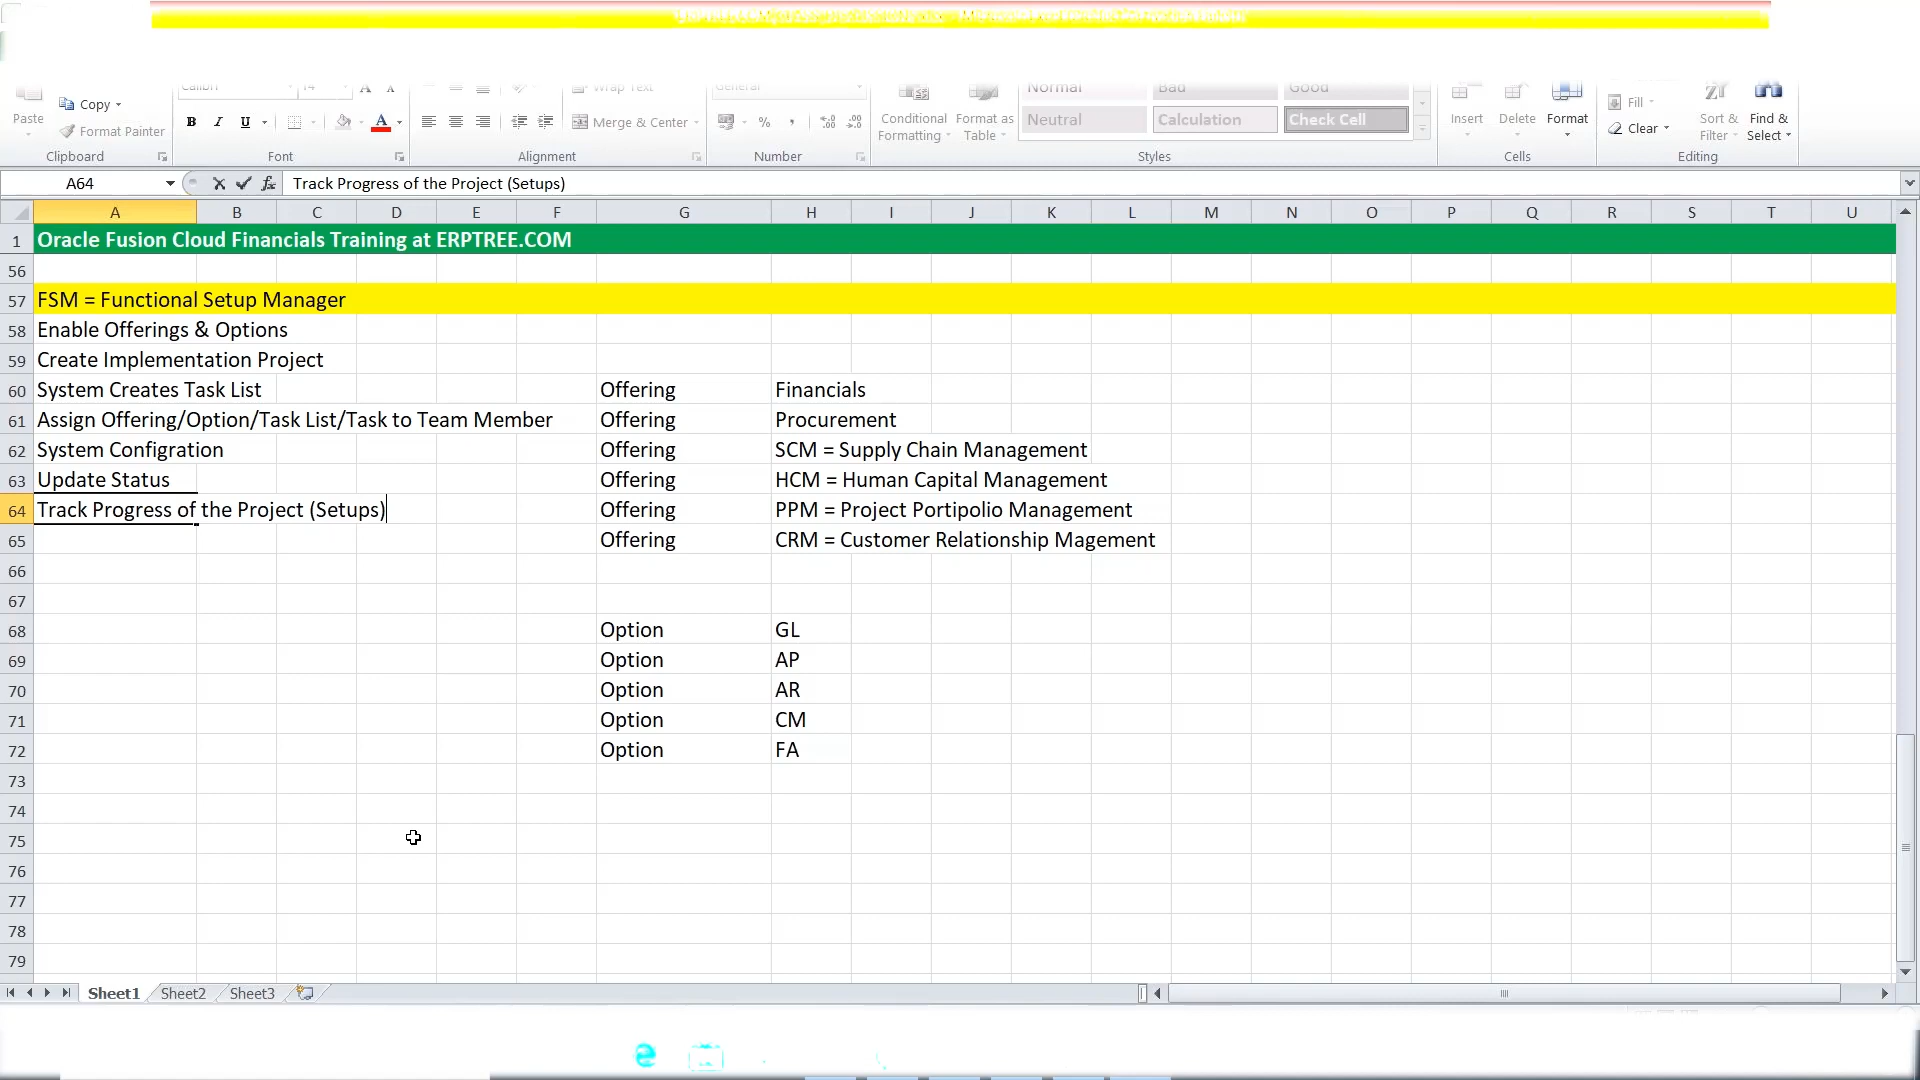 Calibri 14 A A Wrap Text General Normal Bad Good
Paste Copy Format Painter B I U A Merge & Center % , Conditional Formatting Format as Table Neutral Calculation Check Cell Insert Delete Format Fill Clear Sort & Filter Find & Select
Clipboard Font Alignment Number Styles Cells Editing
A64 fx Track Progress of the Project (Setups)
A B C D E F G H I J K L M N O P Q R S T U
1 Oracle Fusion Cloud Financials Training at ERPTREE.COM
56
57 FSM = Functional Setup Manager
58 Enable Offerings & Options
59 Create Implementation Project
60 System Creates Task List Offering Financials
61 Assign Offering/Option/Task List/Task to Team Member Offering Procurement
62 System Configration Offering SCM = Supply Chain Management
63 Update Status Offering HCM = Human Capital Management
64 Track Progress of the Project (Setups) Offering PPM = Project Portipolio Management
65 Offering CRM = Customer Relationship Magement
66
67
68 Option GL
69 Option AP
70 Option AR
71 Option CM
72 Option FA
73
74
75
76
77
78
79
Sheet1 Sheet2 Sheet3